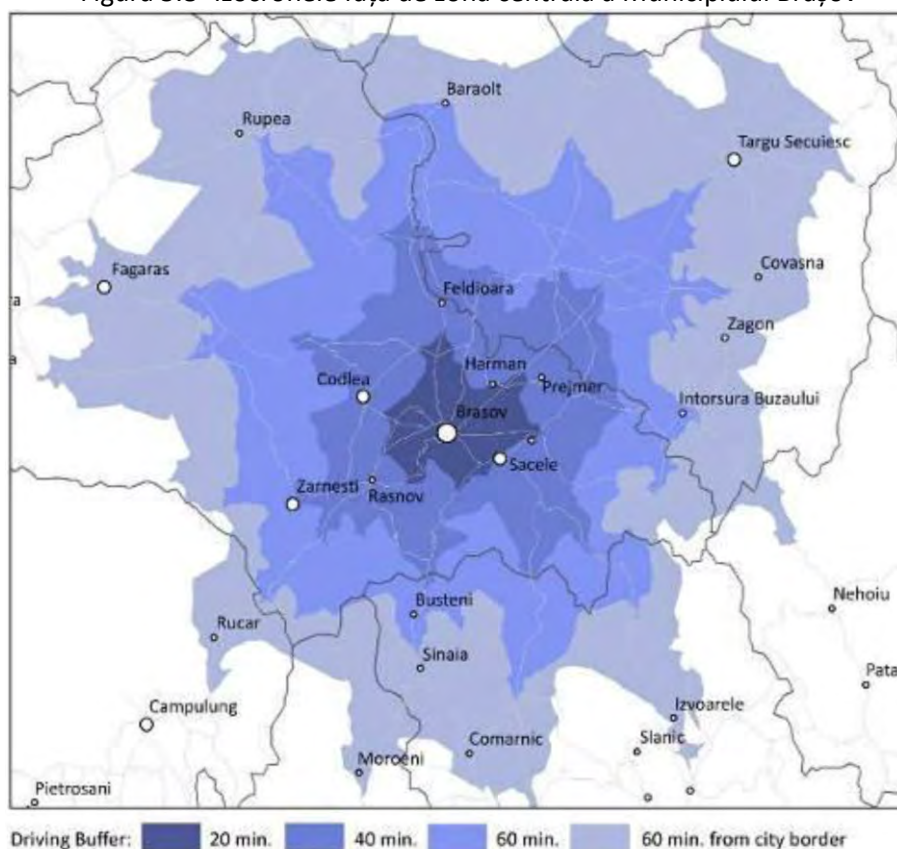 Baraolt
Rupea
Targu Secuiesc
Fagaras
Covasna
Feldioara
Zagon
Harman
Codlea
Prejmer
Intorsura Buzaului
Brasov
Sacele
Zarnesti
Rasnov
Busteni
Nehoiu
Rucar
Sinaia
Pata
Izvoarele
Campulung
Slanic
Comarnic
Moroeni
Pietrosani
Driving Buffer: 20 min. 40 min. 60 min. 60 min. from city border